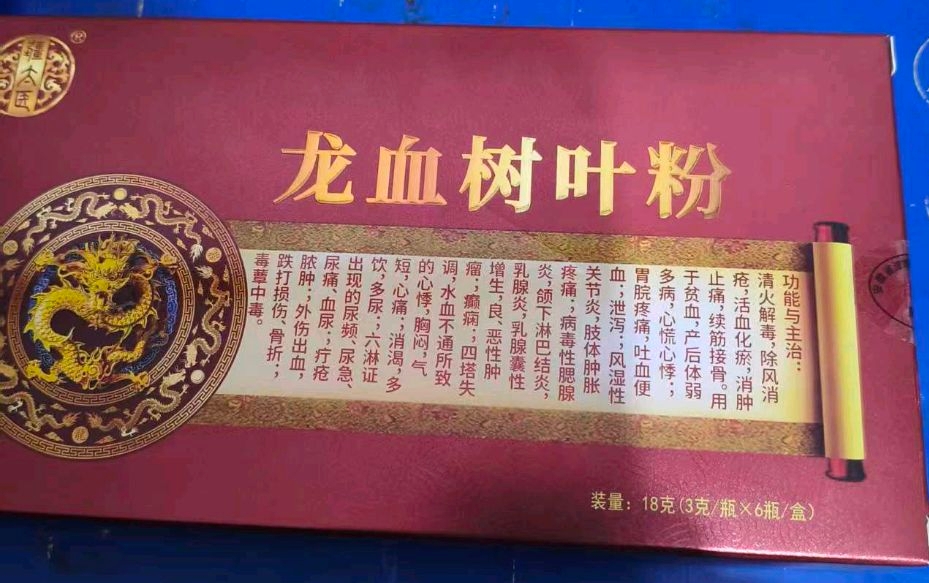 羅太医
®
龙血树叶粉
功能与主治：
清火解毒，除风消
疮，活血化瘀，消肿
止痛，续筋接骨。用
于贫血，产后体弱
多病，心慌心悸；
胃脘疼痛，吐血便
血；泄泻；风湿性
关节炎，肢体肿胀
疼痛；病毒性腮腺
炎，颌下淋巴结炎，
乳腺炎，乳腺囊性
增生，良、恶性肿
瘤；癫痫；四塔失
调，水血不通所致
的心悸，胸闷，气
短，心痛；消渴，多
饮，多尿；六淋证
出现的尿频、尿急、
尿痛，血尿；疔疮
脓肿；外伤出血，
跌打损伤、骨折；
毒蕈中毒。
装量：18克(3克/瓶×6瓶/盒)